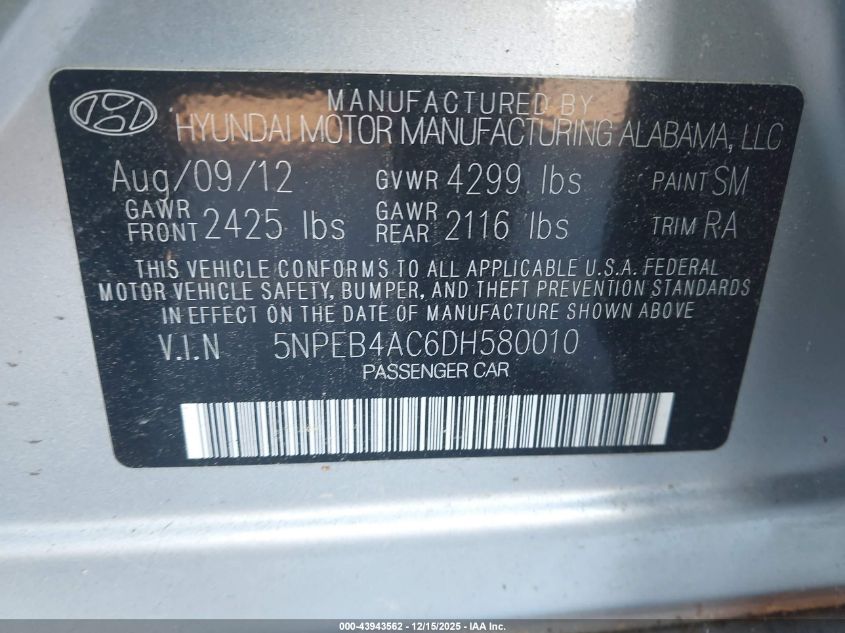 MANUFACTURED BY
HYUNDAI MOTOR MANUFACTURING ALABAMA, LLC
Aug/09/12 GVWR 4299 lbs PAINT SM
GAWR FRONT 2425 lbs GAWR REAR 2116 lbs TRIM RA
THIS VEHICLE CONFORMS TO ALL APPLICABLE U.S.A. FEDERAL
MOTOR VEHICLE SAFETY, BUMPER, AND THEFT PREVENTION STANDARDS
IN EFFECT ON THE DATE OF MANUFACTURE SHOWN ABOVE
V.I.N 5NPEB4AC6DH580010
PASSENGER CAR
000-43943562 - 12/15/2025 - IAA Inc.